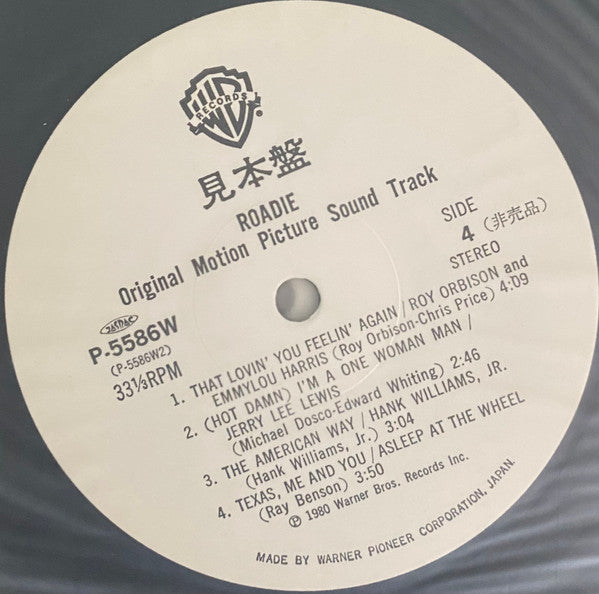 WB
RECORDS
®
見本盤
ROADIE
Original Motion Picture Sound Track
SIDE
4 (非売品)
STEREO
JASRAC
P-5586W
(P-5586W2)
33⅓RPM
1. THAT LOVIN' YOU FEELIN' AGAIN / ROY ORBISON and
EMMYLOU HARRIS (Roy Orbison-Chris Price) 4:09
2. (HOT DAMN) I'M A ONE WOMAN MAN /
JERRY LEE LEWIS
(Michael Dosco-Edward Whiting) 2:46
3. THE AMERICAN WAY / HANK WILLIAMS, JR.
(Hank Williams, Jr.) 3:04
4. TEXAS, ME AND YOU / ASLEEP AT THE WHEEL
(Ray Benson) 3:50
℗ 1980 Warner Bros. Records Inc.
MADE BY WARNER PIONEER CORPORATION, JAPAN.